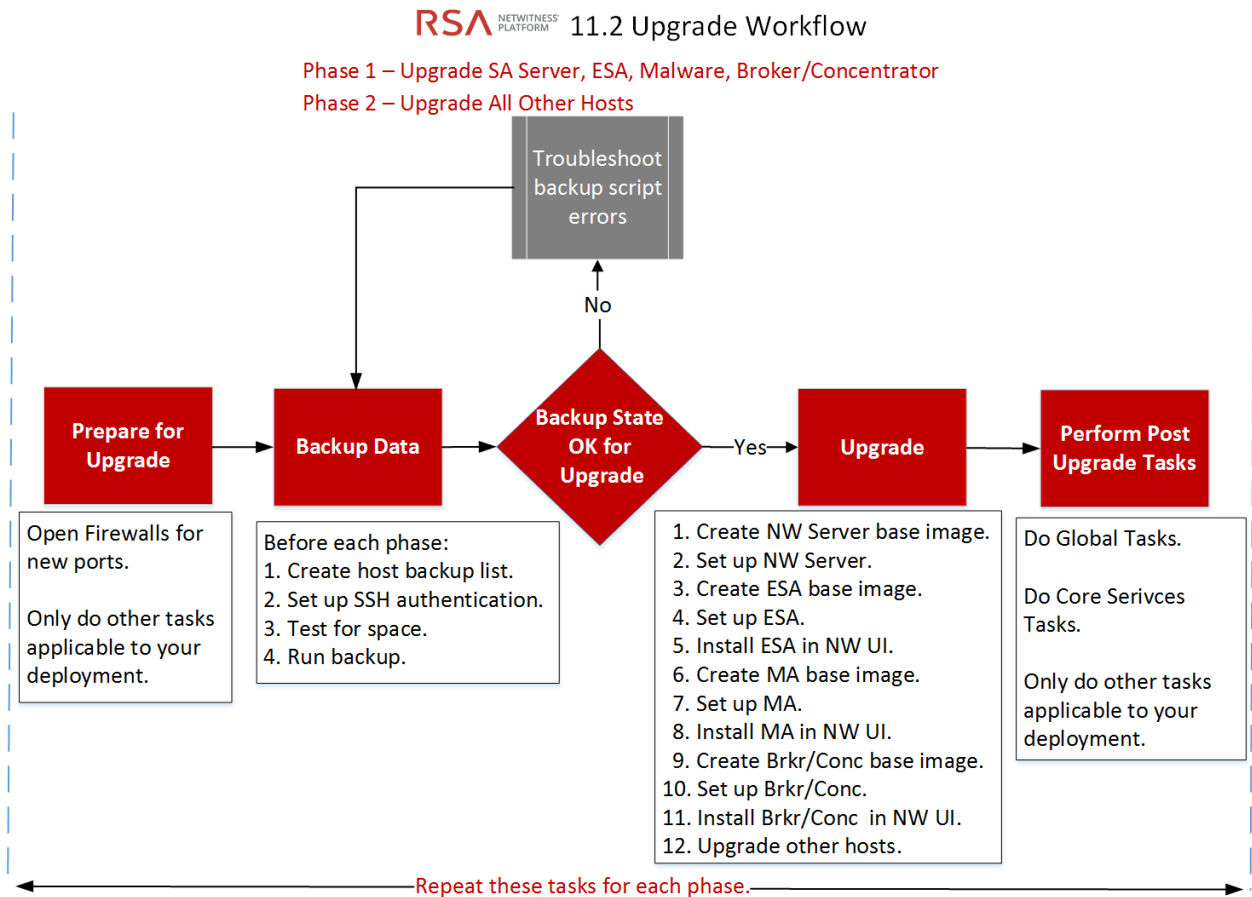 RSA NETWITNESS® PLATFORM 11.2 Upgrade Workflow
Phase 1 – Upgrade SA Server, ESA, Malware, Broker/Concentrator
Phase 2 – Upgrade All Other Hosts
Troubleshoot
backup script
errors
No
Prepare for
Upgrade
Backup Data
Backup State
OK for
Upgrade
Yes
Upgrade
Perform Post
Upgrade Tasks
Open Firewalls for
new ports.
Only do other tasks
applicable to your
deployment.
Before each phase:
1. Create host backup list.
2. Set up SSH authentication.
3. Test for space.
4. Run backup.
1. Create NW Server base image.
2. Set up NW Server.
3. Create ESA base image.
4. Set up ESA.
5. Install ESA in NW UI.
6. Create MA base image.
7. Set up MA.
8. Install MA in NW UI.
9. Create Brkr/Conc base image.
10. Set up Brkr/Conc.
11. Install Brkr/Conc in NW UI.
12. Upgrade other hosts.
Do Global Tasks.
Do Core Serivces
Tasks.
Only do other tasks
applicable to your
deployment.
Repeat these tasks for each phase.